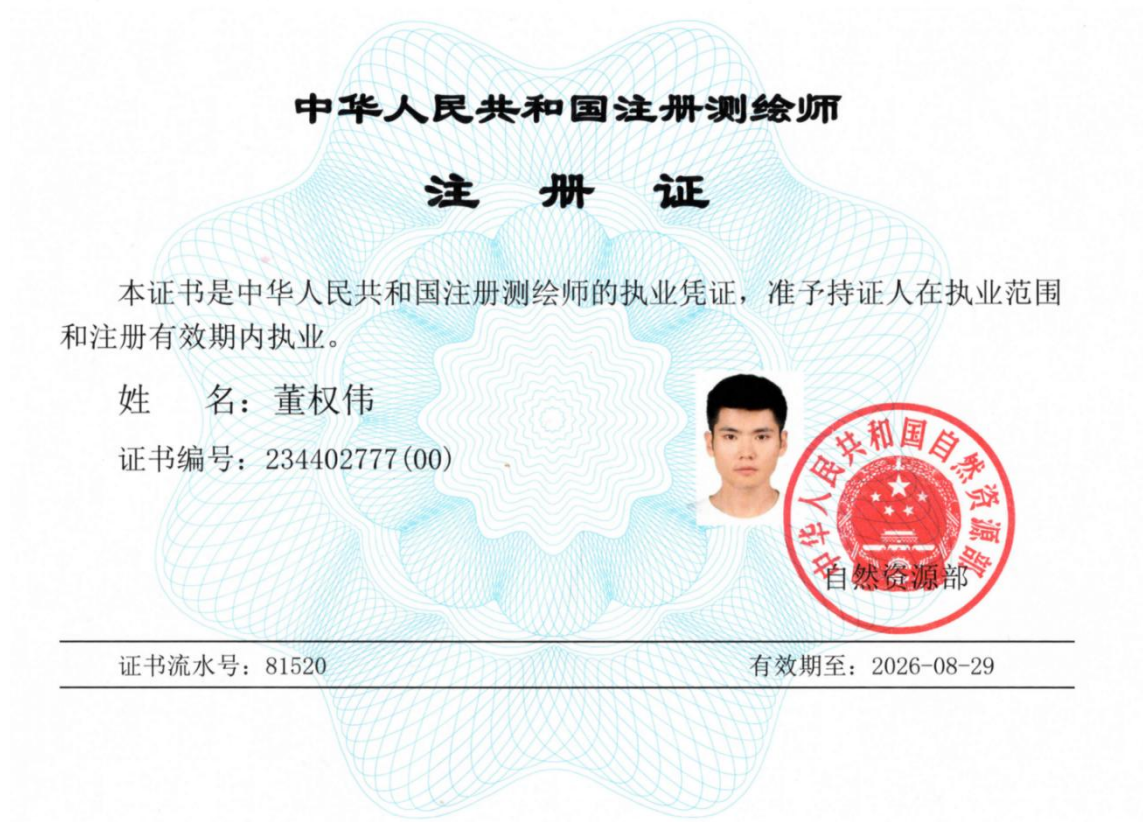 中华人民共和国注册测绘师
注 册 证
本证书是中华人民共和国注册测绘师的执业凭证，准予持证人在执业范围
和注册有效期内执业。
姓 名：董权伟
证书编号：234402777(00)
中华人民共和国自然资源部
自然资源部
证书流水号：81520
有效期至：2026-08-29